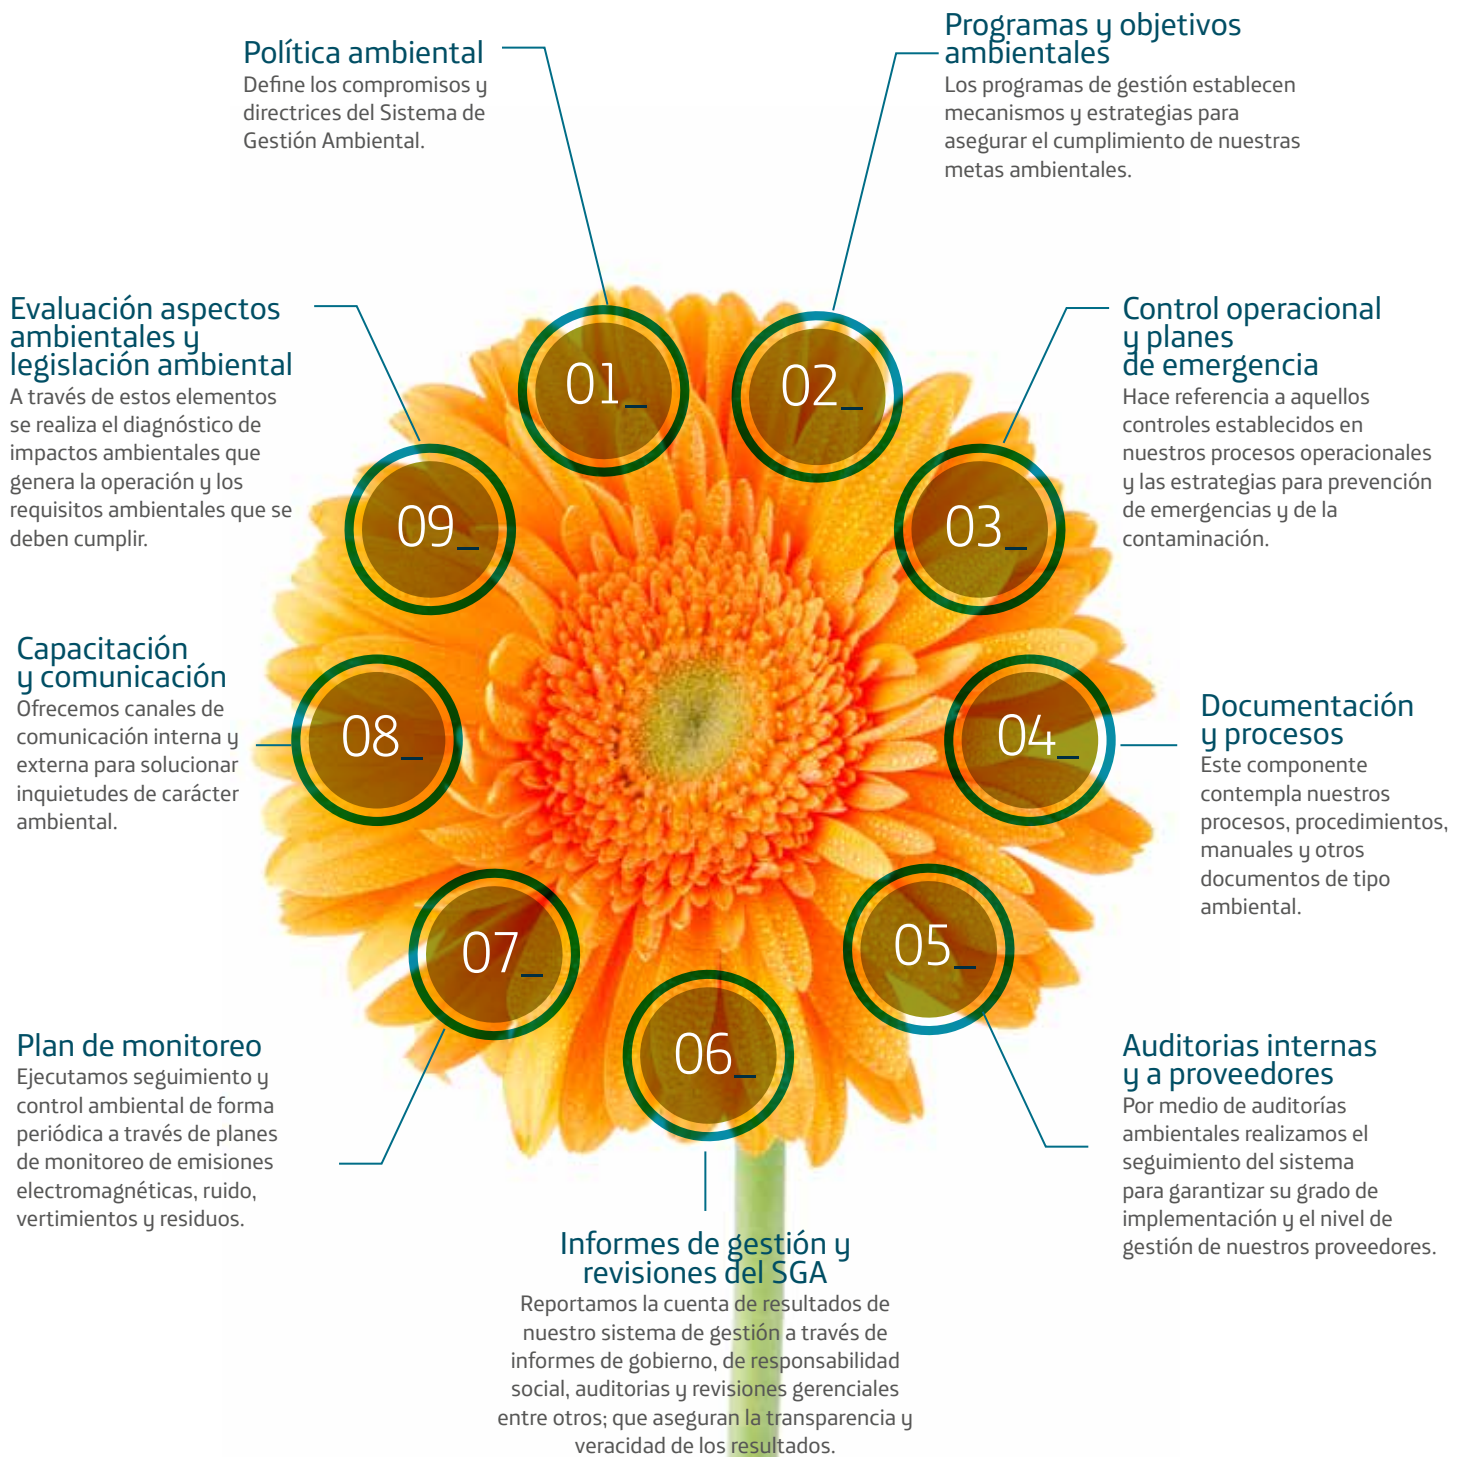 Política ambiental
Define los compromisos y
directrices del Sistema de
Gestión Ambiental.
Programas y objetivos
ambientales
Los programas de gestión establecen
mecanismos y estrategias para
asegurar el cumplimiento de nuestras
metas ambientales.
Control operacional
y planes
de emergencia
Hace referencia a aquellos
controles establecidos en
nuestros procesos operacionales
y las estrategias para prevención
de emergencias y de la
contaminación.
Documentación
y procesos
Este componente
contempla nuestros
procesos, procedimientos,
manuales y otros
documentos de tipo
ambiental.
Auditorias internas
y a proveedores
Por medio de auditorías
ambientales realizamos el
seguimiento del sistema
para garantizar su grado de
implementación y el nivel de
gestión de nuestros proveedores.
Informes de gestión y
revisiones del SGA
Reportamos la cuenta de resultados de
nuestro sistema de gestión a través de
informes de gobierno, de responsabilidad
social, auditorias y revisiones gerenciales
entre otros; que aseguran la transparencia y
veracidad de los resultados.
Plan de monitoreo
Ejecutamos seguimiento y
control ambiental de forma
periódica a través de planes
de monitoreo de emisiones
electromagnéticas, ruido,
vertimientos y residuos.
Capacitación
y comunicación
Ofrecemos canales de
comunicación interna y
externa para solucionar
inquietudes de carácter
ambiental.
Evaluación aspectos
ambientales y
legislación ambiental
A través de estos elementos
se realiza el diagnóstico de
impactos ambientales que
genera la operación y los
requisitos ambientales que se
deben cumplir.
01_
02_
03_
04_
05_
06_
07_
08_
09_